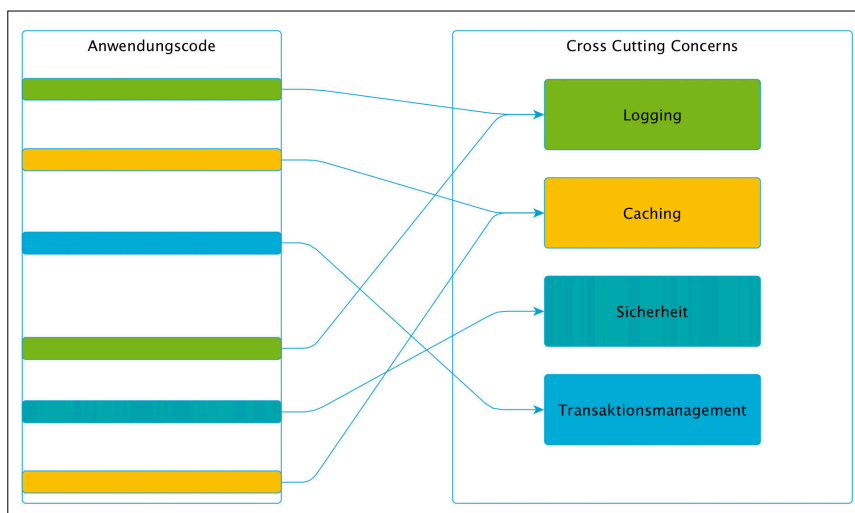 Anwendungscode
Cross Cutting Concerns
Logging
Caching
Sicherheit
Transaktionsmanagement